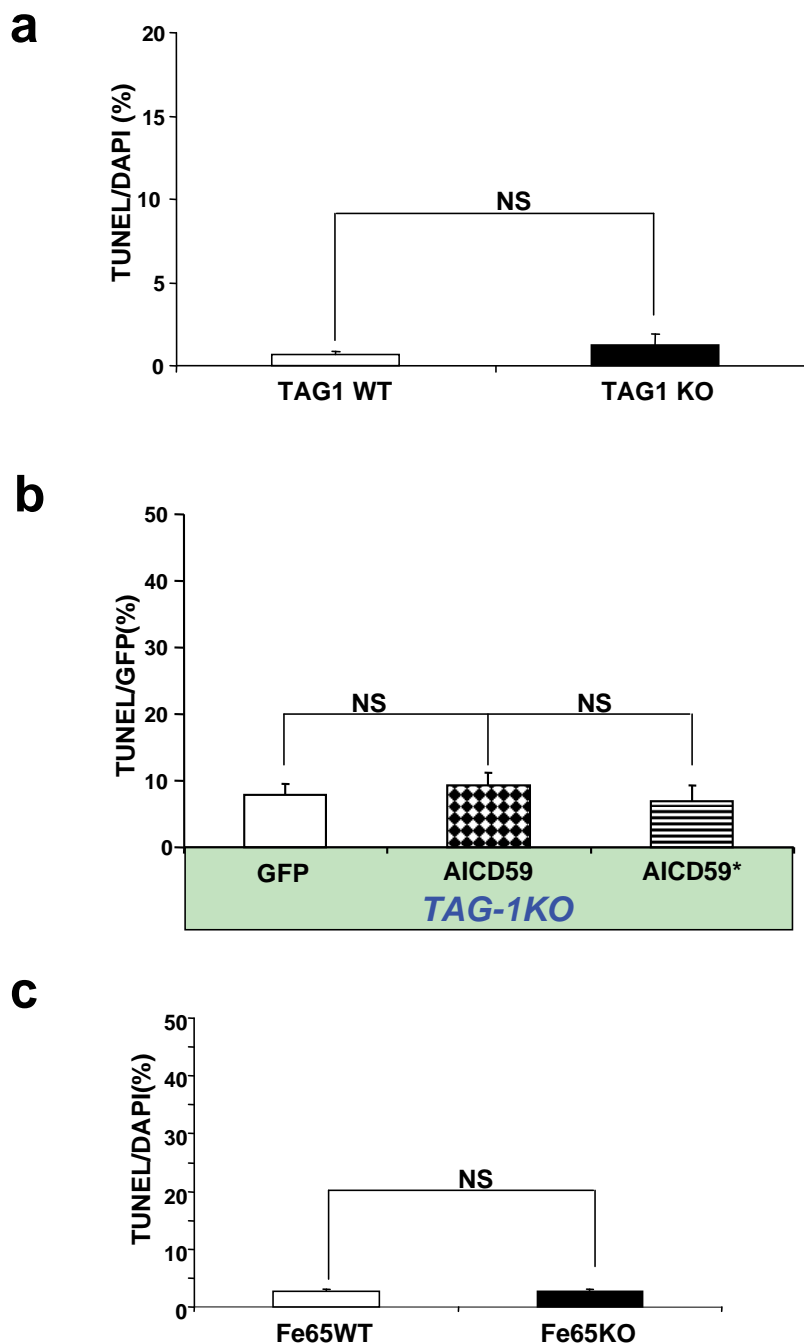 a
20
15
10
5
0
TUNEL/DAPI (%)
NS
TAG1 WT TAG1 KO
b
50
40
30
20
10
0
TUNEL/GFP(%)
NS NS
GFP AICD59 AICD59*
TAG-1KO
c
50
40
30
20
10
0
TUNEL/DAPI(%)
NS
Fe65WT Fe65KO